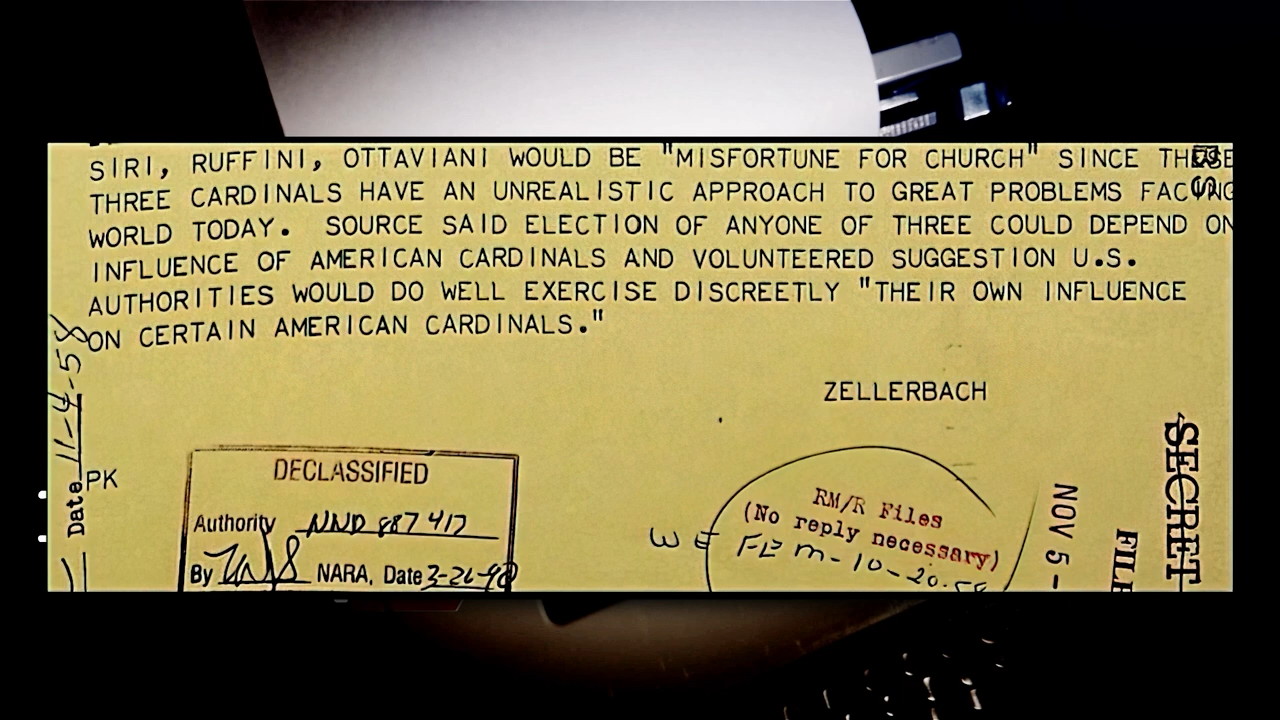 SIRI, RUFFINI, OTTAVIANI WOULD BE "MISFORTUNE FOR CHURCH" SINCE THESE
THREE CARDINALS HAVE AN UNREALISTIC APPROACH TO GREAT PROBLEMS FACING
WORLD TODAY. SOURCE SAID ELECTION OF ANYONE OF THREE COULD DEPEND ON
INFLUENCE OF AMERICAN CARDINALS AND VOLUNTEERED SUGGESTION U.S.
AUTHORITIES WOULD DO WELL EXERCISE DISCREETLY "THEIR OWN INFLUENCE
ON CERTAIN AMERICAN CARDINALS."
ZELLERBACH
Date 11-4-58
PK
DECLASSIFIED
Authority NND 887417
By NARA, Date 3-26-90
RM/R Files
(No reply necessary)
W E
NOV 5-
FILE
SECRET